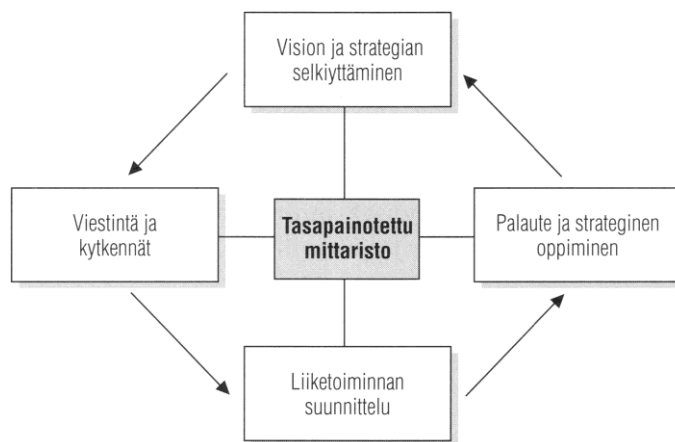 Vision ja strategian
selkiyttäminen
Viestintä ja
kytkennät
Tasapainotettu
mittaristo
Palaute ja strateginen
oppiminen
Liiketoiminnan
suunnittelu